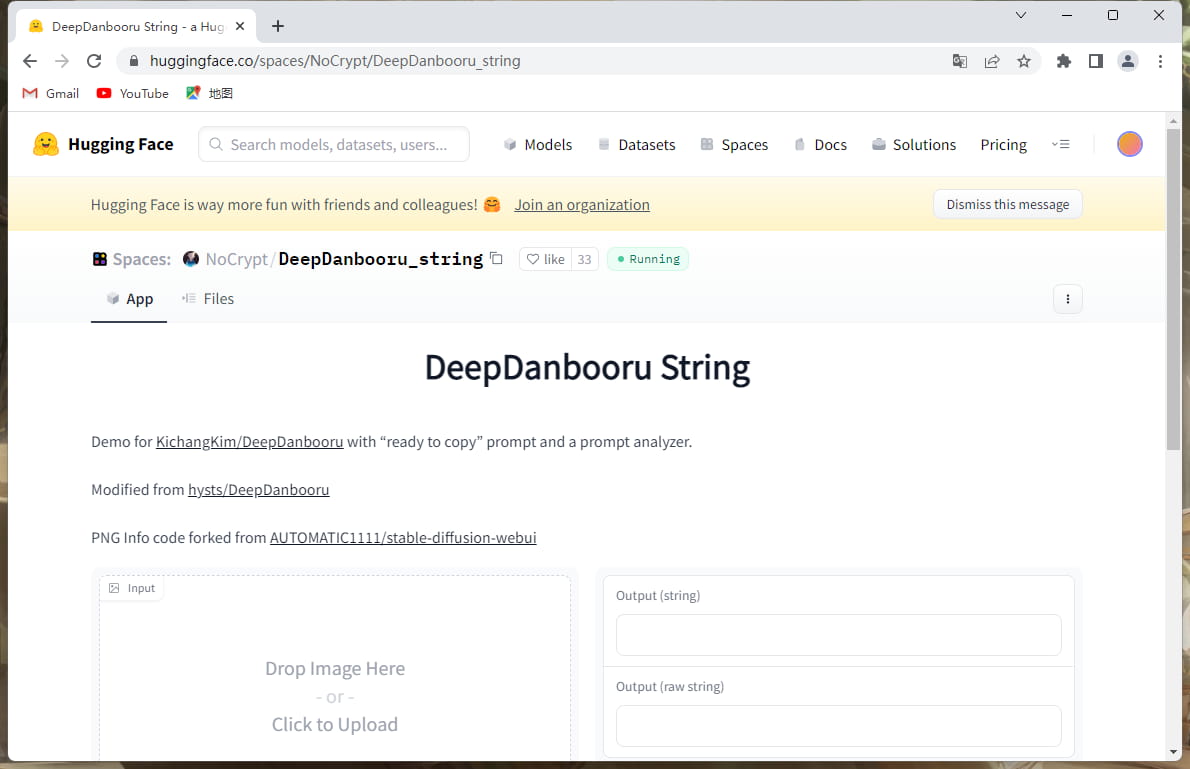 DeepDanbooru String - a Hug
huggingface.co/spaces/NoCrypt/DeepDanbooru_string
Gmail YouTube 地图
Hugging Face Search models, datasets, users... Models Datasets Spaces Docs Solutions Pricing
Hugging Face is way more fun with friends and colleagues! 🤗 Join an organization Dismiss this message
Spaces: NoCrypt/DeepDanbooru_string like 33 Running
App Files
DeepDanbooru String
Demo for KichangKim/DeepDanbooru with “ready to copy” prompt and a prompt analyzer.
Modified from hysts/DeepDanbooru
PNG Info code forked from AUTOMATIC1111/stable-diffusion-webui
Input
Drop Image Here
- or -
Click to Upload
Output (string)
Output (raw string)